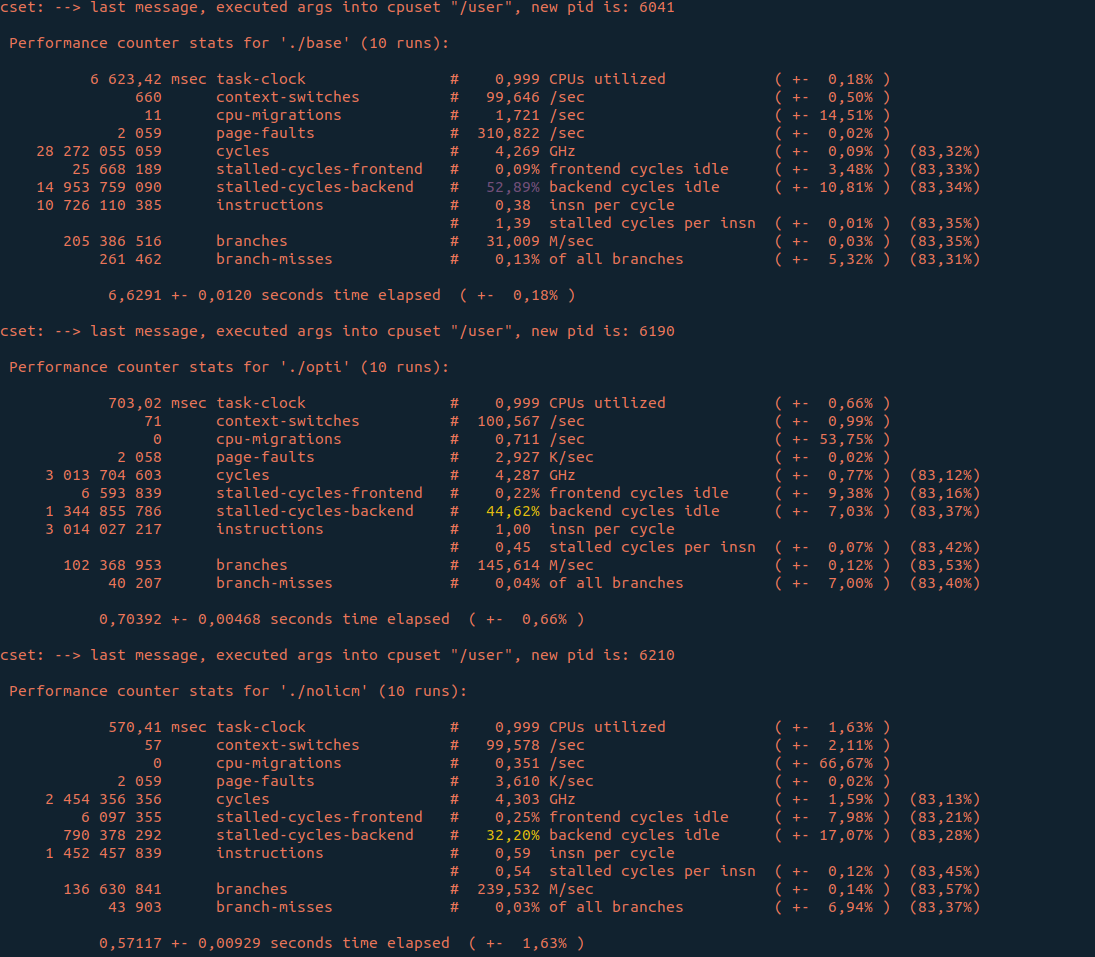 cset: --> last message, executed args into cpuset "/user", new pid is: 6041
Performance counter stats for './base' (10 runs):
6 623,42 msec task-clock # 0,999 CPUs utilized ( +- 0,18% )
660 context-switches # 99,646 /sec ( +- 0,50% )
11 cpu-migrations # 1,721 /sec ( +- 14,51% )
2 059 page-faults # 310,822 /sec ( +- 0,02% )
28 272 055 059 cycles # 4,269 GHz ( +- 0,09% ) (83,32%)
25 668 189 stalled-cycles-frontend # 0,09% frontend cycles idle ( +- 3,48% ) (83,33%)
14 953 759 090 stalled-cycles-backend # 52,89% backend cycles idle ( +- 10,81% ) (83,34%)
10 726 110 385 instructions # 0,38 insn per cycle
# 1,39 stalled cycles per insn ( +- 0,01% ) (83,35%)
205 386 516 branches # 31,009 M/sec ( +- 0,03% ) (83,35%)
261 462 branch-misses # 0,13% of all branches ( +- 5,32% ) (83,31%)
6,6291 +- 0,0120 seconds time elapsed ( +- 0,18% )
cset: --> last message, executed args into cpuset "/user", new pid is: 6190
Performance counter stats for './opti' (10 runs):
703,02 msec task-clock # 0,999 CPUs utilized ( +- 0,66% )
71 context-switches # 100,567 /sec ( +- 0,99% )
0 cpu-migrations # 0,711 /sec ( +- 53,75% )
2 058 page-faults # 2,927 K/sec ( +- 0,02% )
3 013 704 603 cycles # 4,287 GHz ( +- 0,77% ) (83,12%)
6 593 839 stalled-cycles-frontend # 0,22% frontend cycles idle ( +- 9,38% ) (83,16%)
1 344 855 786 stalled-cycles-backend # 44,62% backend cycles idle ( +- 7,03% ) (83,37%)
3 014 027 217 instructions # 1,00 insn per cycle
# 0,45 stalled cycles per insn ( +- 0,07% ) (83,42%)
102 368 953 branches # 145,614 M/sec ( +- 0,12% ) (83,53%)
40 207 branch-misses # 0,04% of all branches ( +- 7,00% ) (83,40%)
0,70392 +- 0,00468 seconds time elapsed ( +- 0,66% )
cset: --> last message, executed args into cpuset "/user", new pid is: 6210
Performance counter stats for './nolicm' (10 runs):
570,41 msec task-clock # 0,999 CPUs utilized ( +- 1,63% )
57 context-switches # 99,578 /sec ( +- 2,11% )
0 cpu-migrations # 0,351 /sec ( +- 66,67% )
2 059 page-faults # 3,610 K/sec ( +- 0,02% )
2 454 356 356 cycles # 4,303 GHz ( +- 1,59% ) (83,13%)
6 097 355 stalled-cycles-frontend # 0,25% frontend cycles idle ( +- 7,98% ) (83,21%)
790 378 292 stalled-cycles-backend # 32,20% backend cycles idle ( +- 17,07% ) (83,28%)
1 452 457 839 instructions # 0,59 insn per cycle
# 0,54 stalled cycles per insn ( +- 0,12% ) (83,45%)
136 630 841 branches # 239,532 M/sec ( +- 0,14% ) (83,57%)
43 903 branch-misses # 0,03% of all branches ( +- 6,94% ) (83,37%)
0,57117 +- 0,00929 seconds time elapsed ( +- 1,63% )